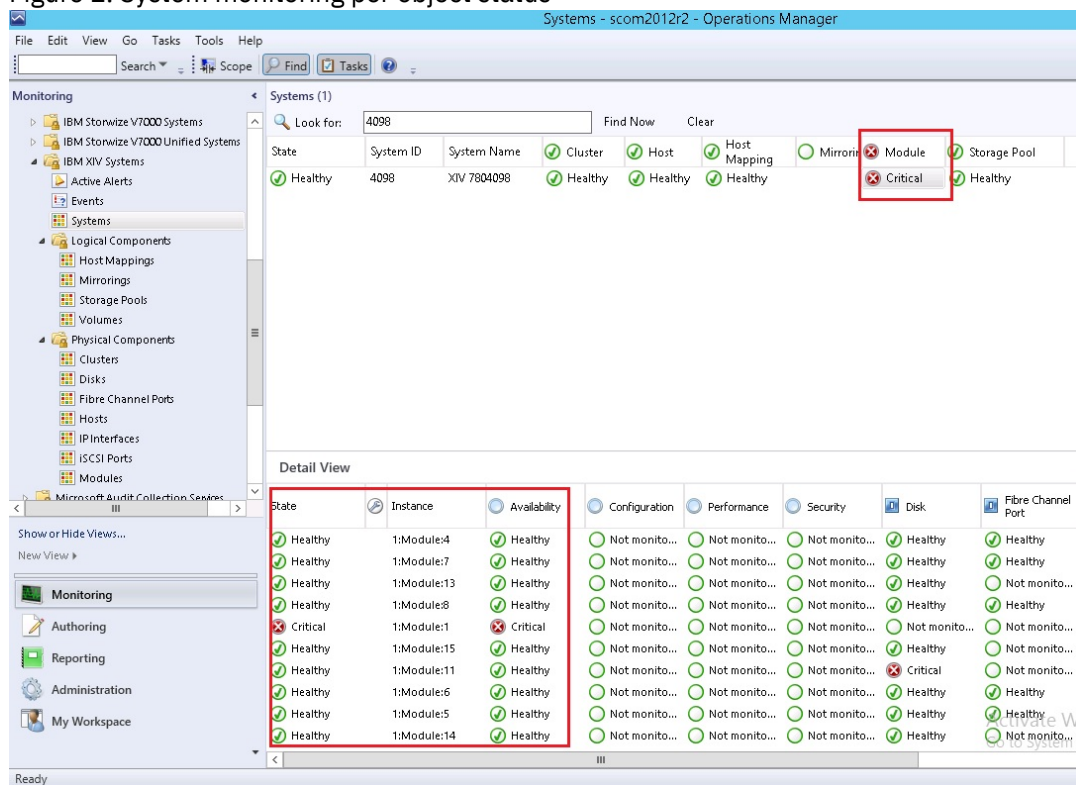 Figure 2. System monitoring per object status
Systems - scom2012r2 - Operations Manager
File Edit View Go Tasks Tools Help
Search Scope Find Tasks
Monitoring
IBM Storwize V7000 Systems
IBM Storwize V7000 Unified Systems
IBM XIV Systems
Active Alerts
Events
Systems
Logical Components
Host Mappings
Mirrorings
Storage Pools
Volumes
Physical Components
Clusters
Disks
Fibre Channel Ports
Hosts
IP Interfaces
iSCSI Ports
Modules
Microsoft Audit Collection Services
Show or Hide Views...
New View
Monitoring
Authoring
Reporting
Administration
My Workspace
Systems (1)
Look for: 4098 Find Now Clear
State System ID System Name Cluster Host Host Mapping Mirrorin Module Storage Pool
Healthy 4098 XIV 7804098 Healthy Healthy Healthy Critical Healthy
Detail View
State Instance Availability Configuration Performance Security Disk Fibre Channel Port
Healthy 1:Module:4 Healthy Not monito... Not monito... Not monito... Healthy Healthy
Healthy 1:Module:7 Healthy Not monito... Not monito... Not monito... Healthy Healthy
Healthy 1:Module:13 Healthy Not monito... Not monito... Not monito... Healthy Not monito...
Healthy 1:Module:8 Healthy Not monito... Not monito... Not monito... Healthy Healthy
Critical 1:Module:1 Critical Not monito... Not monito... Not monito... Not monito... Not monito...
Healthy 1:Module:15 Healthy Not monito... Not monito... Not monito... Healthy Not monito...
Healthy 1:Module:11 Healthy Not monito... Not monito... Not monito... Critical Not monito...
Healthy 1:Module:6 Healthy Not monito... Not monito... Not monito... Healthy Healthy
Healthy 1:Module:5 Healthy Not monito... Not monito... Not monito... Healthy Healthy
Healthy 1:Module:14 Healthy Not monito... Not monito... Not monito... Healthy Not monito...
Activate W
Go to System
Ready